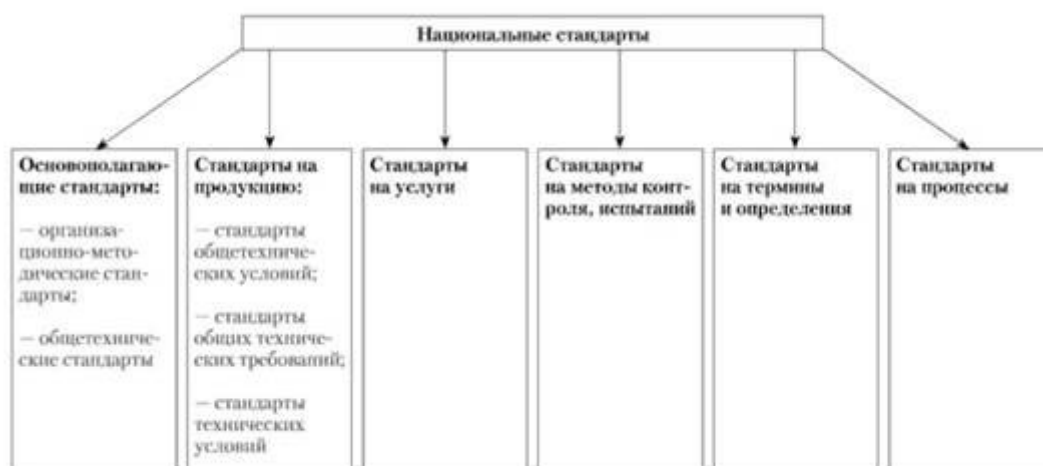 Национальные стандарты
Основополагаю-
щие стандарты:
— организа-
ционно-мето-
дические стан-
дарты;
— общетехниче-
ские стандарты
Стандарты на
продукцию:
— стандарты
общетехниче-
ских условий;
— стандарты
общих техниче-
ских требований;
— стандарты
технических
условий
Стандарты
на услуги
Стандарты
на методы конт-
роля, испытаний
Стандарты
на термины
и определения
Стандарты
на процессы